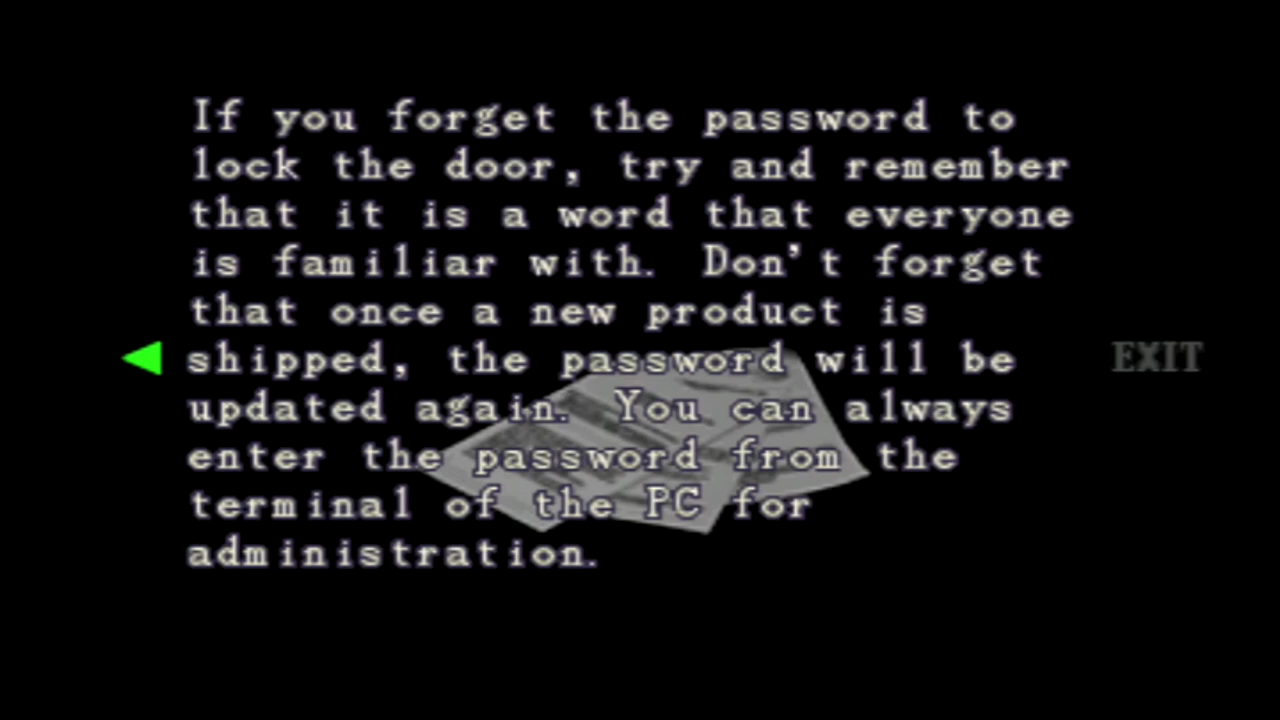 If you forget the password to
lock the door, try and remember
that it is a word that everyone
is familiar with. Don't forget
that once a new product is
shipped, the password will be
EXIT
updated again. You can always
enter the password from the
terminal of the PC for
administration.